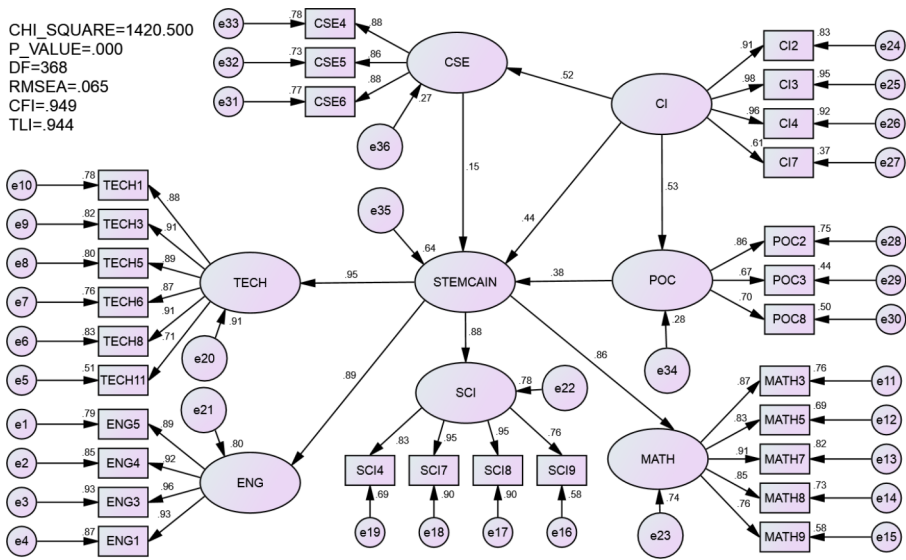 CHI_SQUARE=1420.500
P_VALUE=.000
DF=368
RMSEA=.065
CFI=.949
TLI=.944
e33 .78 CSE4 .88
e32 .73 CSE5 .86
e31 .77 CSE6 .88
CSE
.27
e36
.52
CI
.91 CI2 .83 e24
.98 CI3 .95 e25
.96 CI4 .92 e26
.61 CI7 .37 e27
.15
.44
.53
e35
.64
STEMCAIN
.38
POC
.28
e34
.86 POC2 .75 e28
.67 POC3 .44 e29
.70 POC8 .50 e30
e10 .78 TECH1 .88
e9 .82 TECH3 .91
e8 .80 TECH5 .89
e7 .76 TECH6 .87
e6 .83 TECH8 .91
e5 .51 TECH11 .71
TECH
.95
.91
e20
e21
.80
ENG
.89
e1 .79 ENG5 .89
e2 .85 ENG4 .92
e3 .93 ENG3 .96
e4 .87 ENG1 .93
.88
SCI
.78
e22
.83 .95 .95 .76
SCI4 SCI7 SCI8 SCI9
.69 .90 .90 .58
e19 e18 e17 e16
.86
MATH
.74
e23
.87 MATH3 .76 e11
.83 MATH5 .69 e12
.91 MATH7 .82 e13
.85 MATH8 .73 e14
.76 MATH9 .58 e15